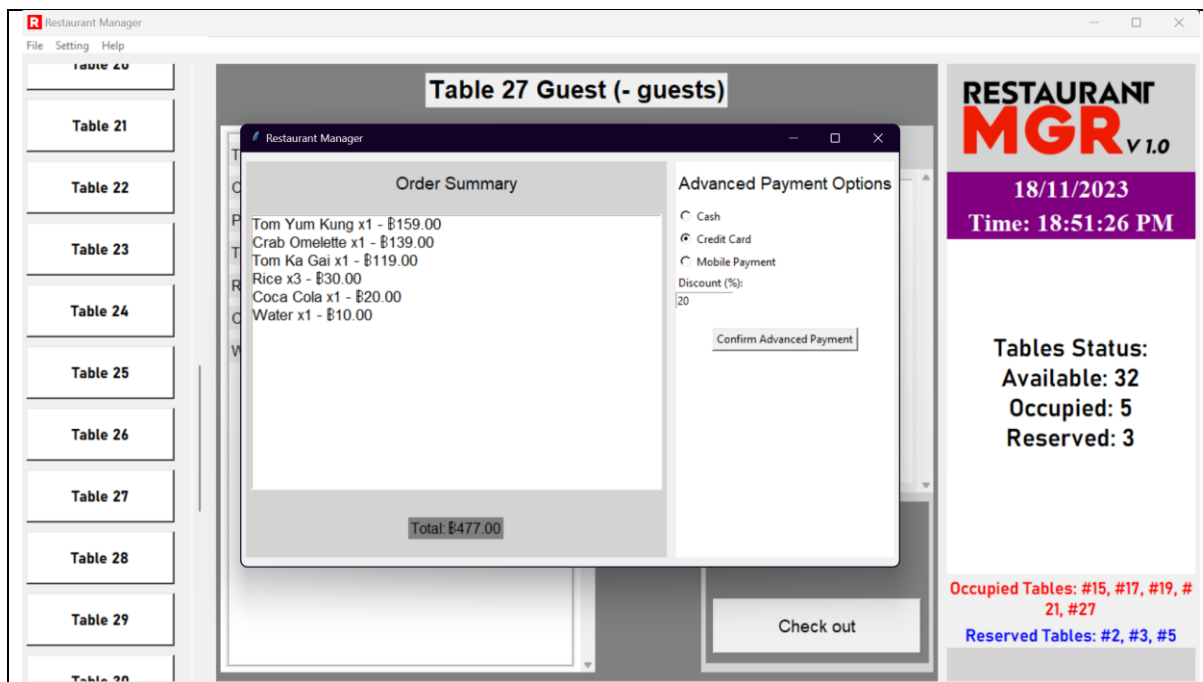 Restaurant Manager
File Setting Help
Table 20
Table 21
Table 22
Table 23
Table 24
Table 25
Table 26
Table 27
Table 28
Table 29
Table 30
Table 27 Guest (- guests)
T
C
P
T
R
C
W
Restaurant Manager
Order Summary
Tom Yum Kung x1 - ฿159.00
Crab Omelette x1 - ฿139.00
Tom Ka Gai x1 - ฿119.00
Rice x3 - ฿30.00
Coca Cola x1 - ฿20.00
Water x1 - ฿10.00
Total: ฿477.00
Advanced Payment Options
Cash
Credit Card
Mobile Payment
Discount (%):
20
Confirm Advanced Payment
Check out
RESTAURANT
MGR V 1.0
18/11/2023
Time: 18:51:26 PM
Tables Status:
Available: 32
Occupied: 5
Reserved: 3
Occupied Tables: #15, #17, #19, #
21, #27
Reserved Tables: #2, #3, #5